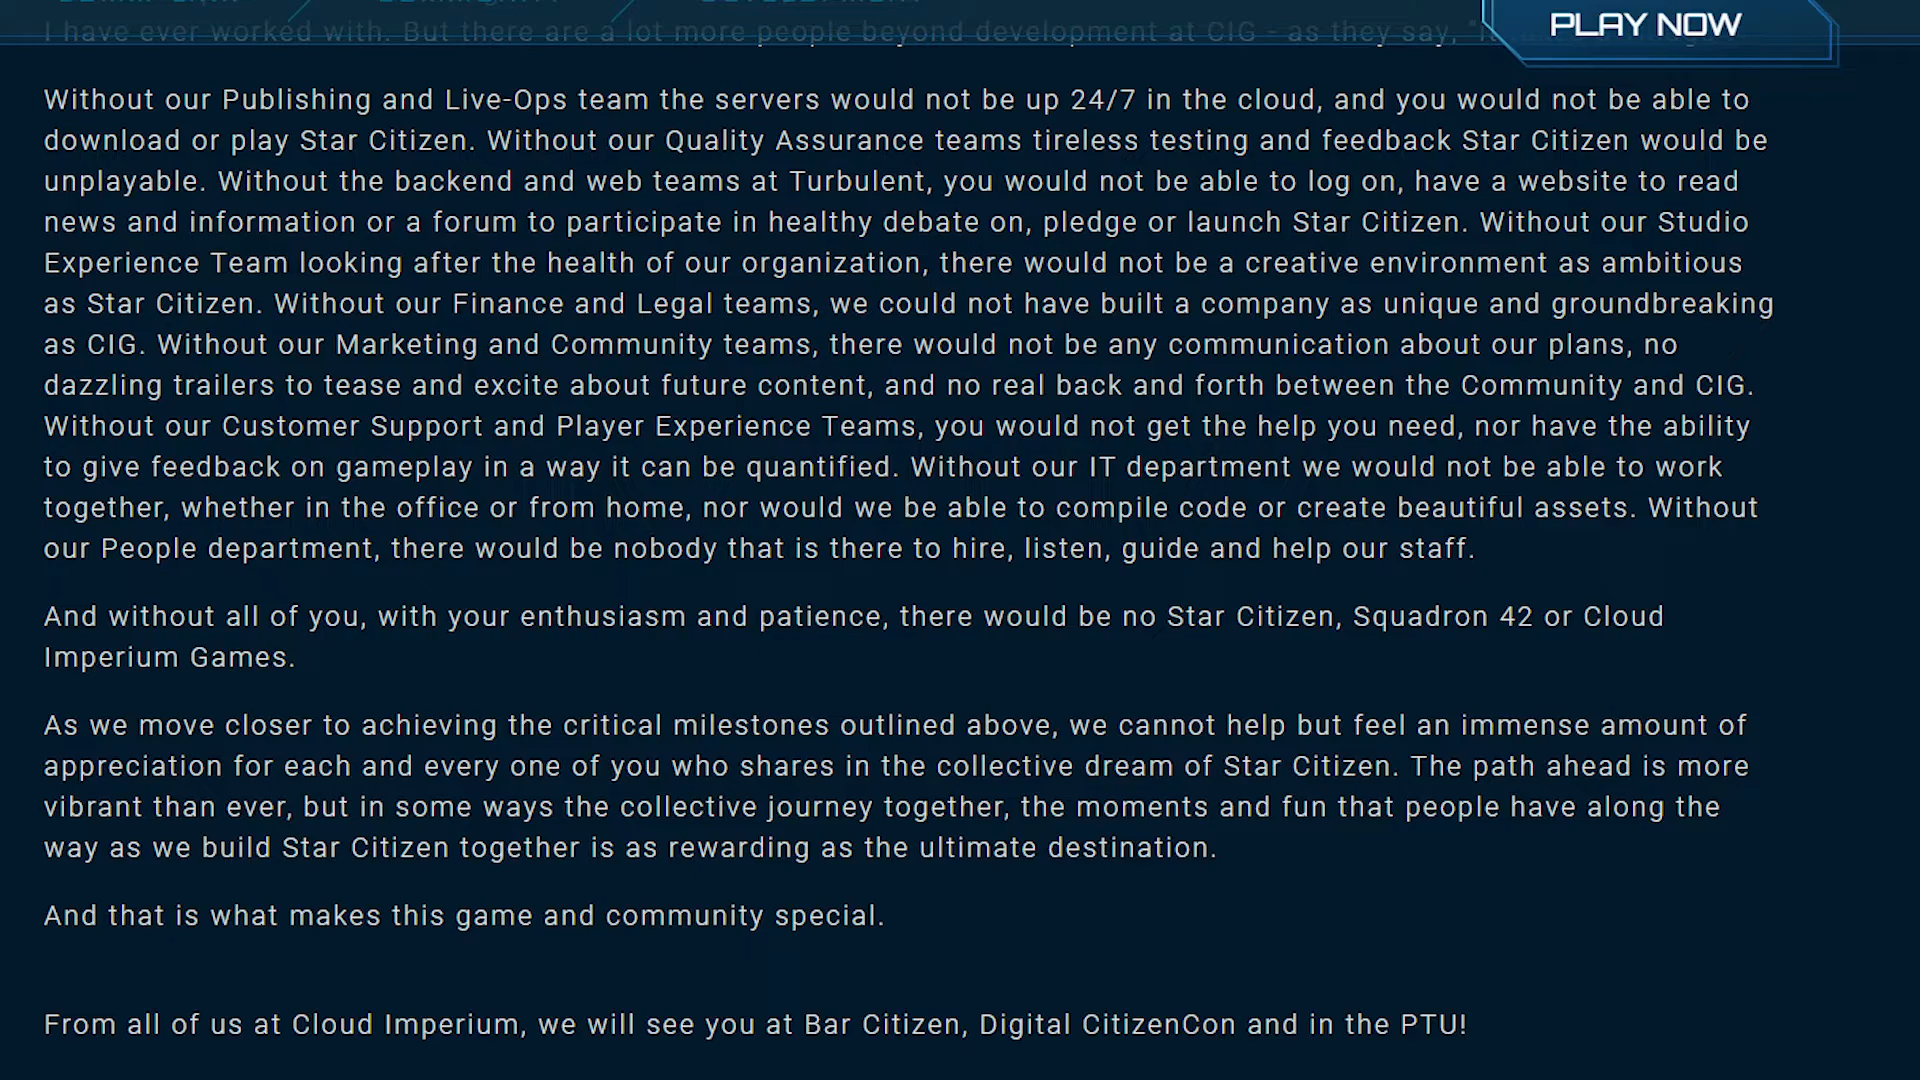 PLAY NOW
I have ever worked with. But there are a lot more people beyond development at CIG - as they say,
Without our Publishing and Live-Ops team the servers would not be up 24/7 in the cloud, and you would not be able to
download or play Star Citizen. Without our Quality Assurance teams tireless testing and feedback Star Citizen would be
unplayable. Without the backend and web teams at Turbulent, you would not be able to log on, have a website to read
news and information or a forum to participate in healthy debate on, pledge or launch Star Citizen. Without our Studio
Experience Team looking after the health of our organization, there would not be a creative environment as ambitious
as Star Citizen. Without our Finance and Legal teams, we could not have built a company as unique and groundbreaking
as CIG. Without our Marketing and Community teams, there would not be any communication about our plans, no
dazzling trailers to tease and excite about future content, and no real back and forth between the Community and CIG.
Without our Customer Support and Player Experience Teams, you would not get the help you need, nor have the ability
to give feedback on gameplay in a way it can be quantified. Without our IT department we would not be able to work
together, whether in the office or from home, nor would we be able to compile code or create beautiful assets. Without
our People department, there would be nobody that is there to hire, listen, guide and help our staff.
And without all of you, with your enthusiasm and patience, there would be no Star Citizen, Squadron 42 or Cloud
Imperium Games.
As we move closer to achieving the critical milestones outlined above, we cannot help but feel an immense amount of
appreciation for each and every one of you who shares in the collective dream of Star Citizen. The path ahead is more
vibrant than ever, but in some ways the collective journey together, the moments and fun that people have along the
way as we build Star Citizen together is as rewarding as the ultimate destination.
And that is what makes this game and community special.
From all of us at Cloud Imperium, we will see you at Bar Citizen, Digital CitizenCon and in the PTU!